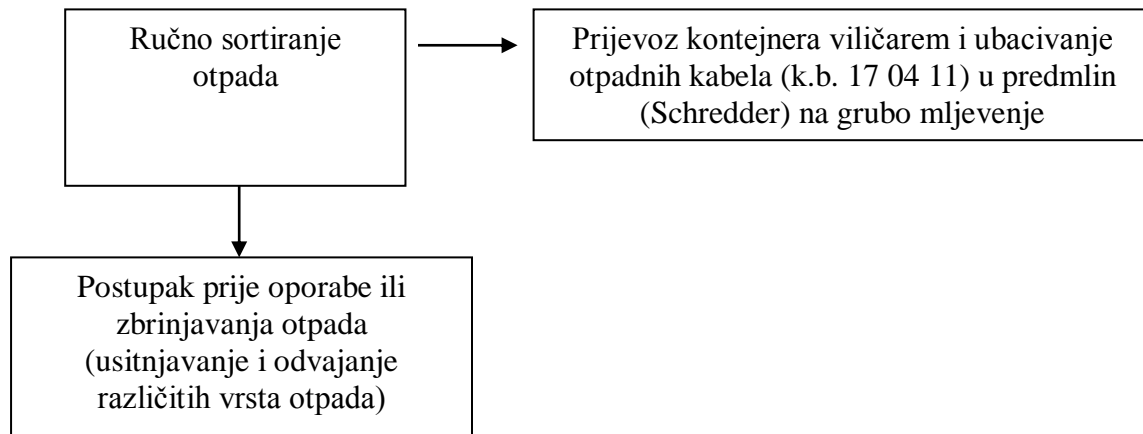 Ručno sortiranje
otpada
Prijevoz kontejnera viličarem i ubacivanje
otpadnih kabela (k.b. 17 04 11) u predmlin
(Schredder) na grubo mljevenje
Postupak prije oporabe ili
zbrinjavanja otpada
(usitnjavanje i odvajanje
različitih vrsta otpada)